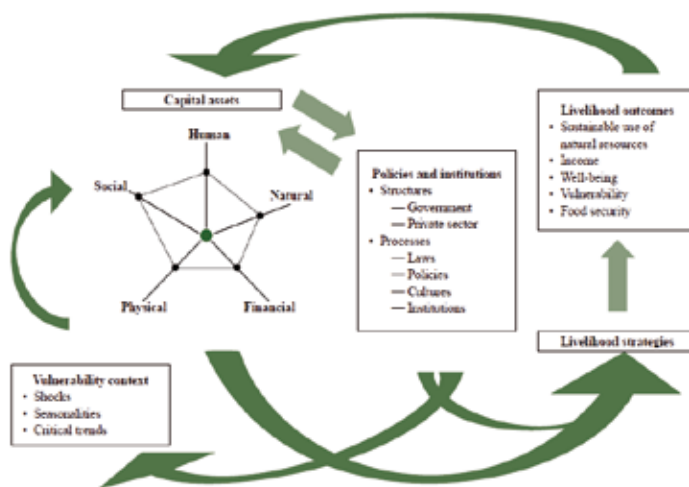 Capital assets
Human
Social
Natural
Physical
Financial
Vulnerability context
• Shocks
• Seasonalities
• Critical trends
Policies and institutions
• Structures
— Government
— Private sector
• Processes
— Laws
— Policies
— Cultures
— Institutions
Livelihood outcomes
• Sustainable use of
natural resources
• Income
• Well-being
• Vulnerability
• Food security
Livelihood strategies